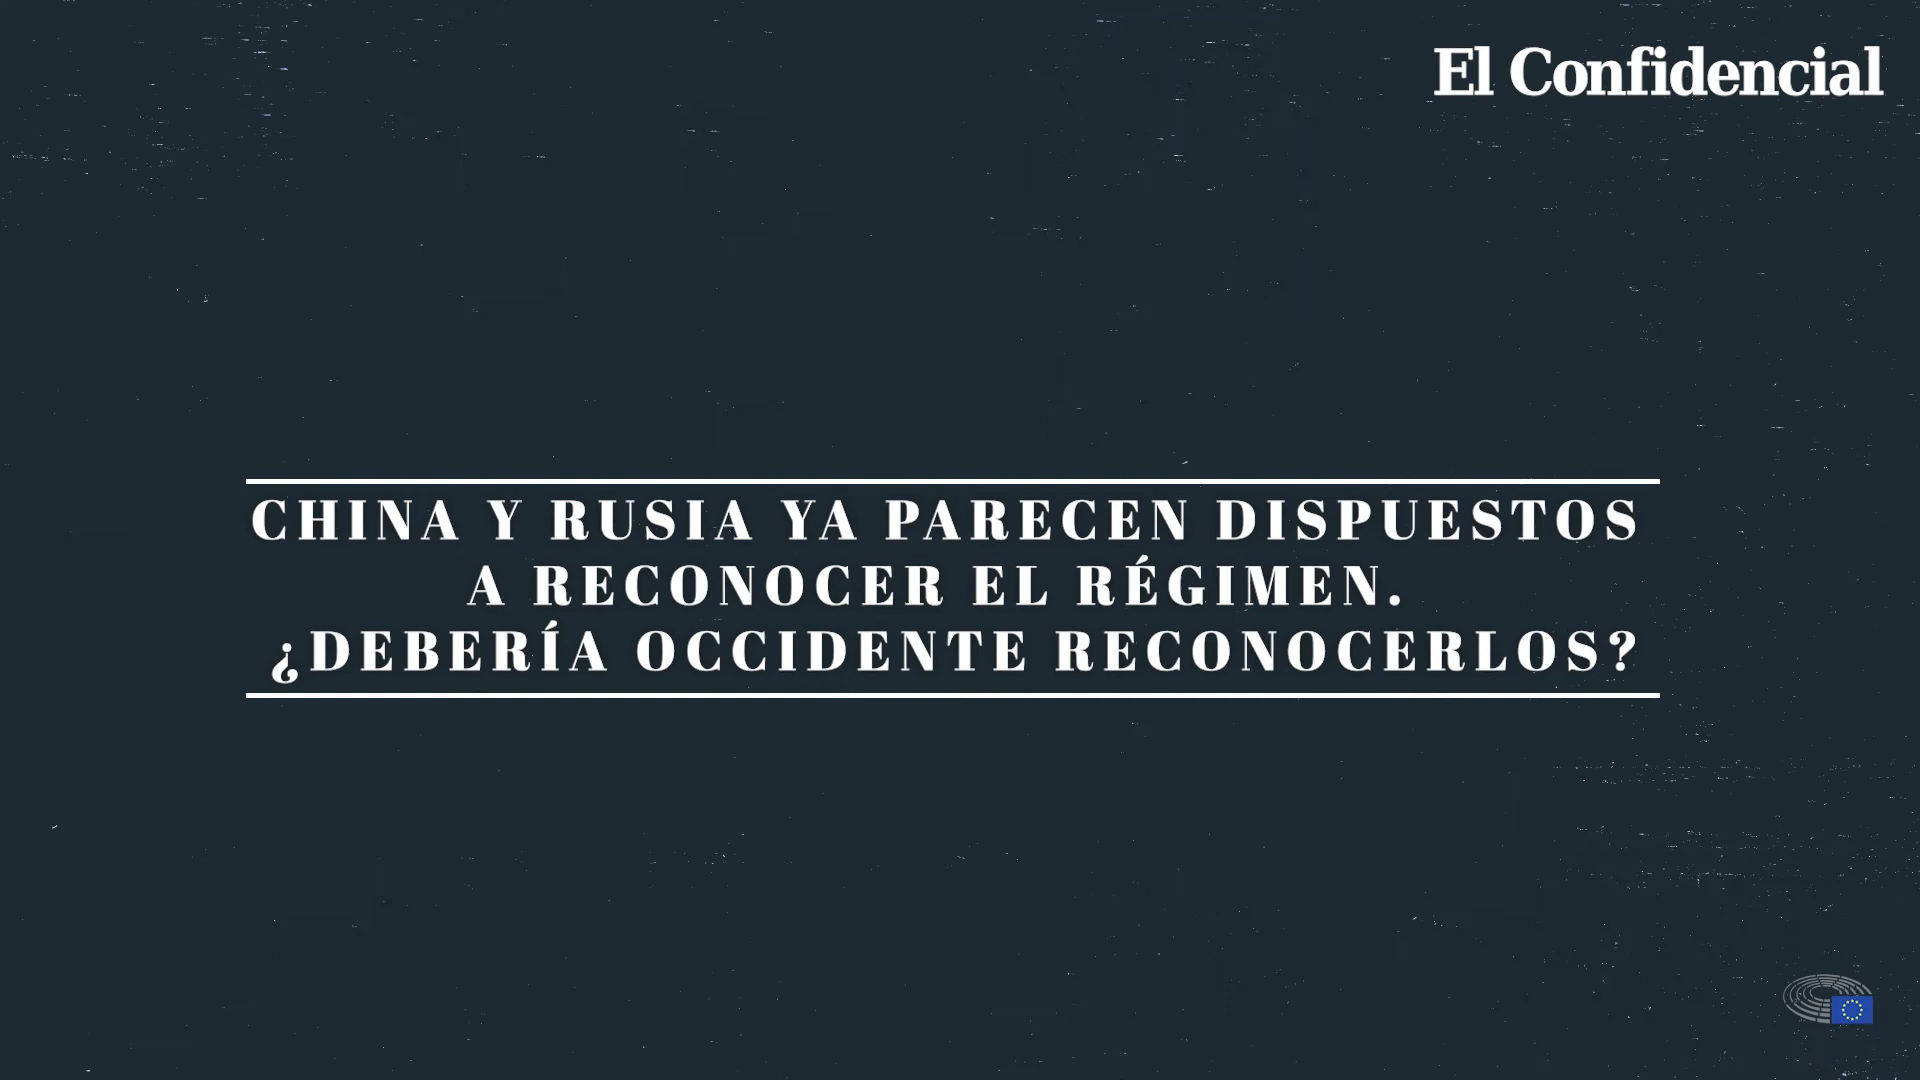 El Confidencial
CHINA Y RUSIA YA PARECEN DISPUESTOS
A RECONOCER EL RÉGIMEN.
¿DEBERÍA OCCIDENTE RECONOCERLOS?